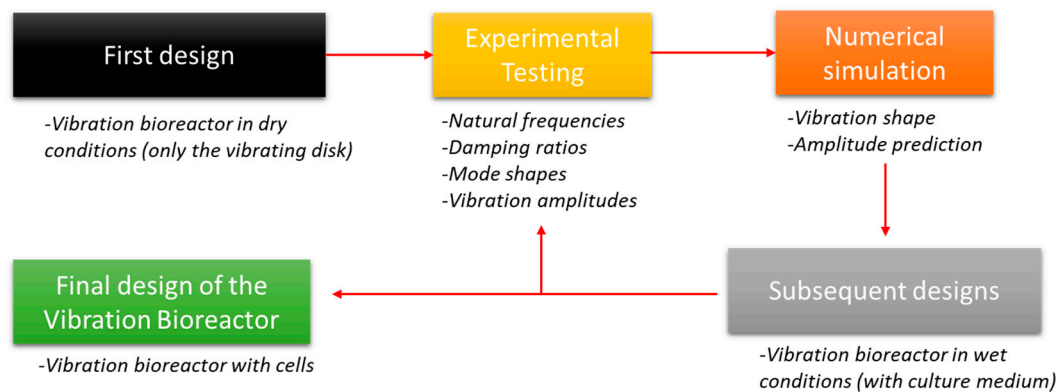 First design
-Vibration bioreactor in dry
conditions (only the vibrating disk)
Experimental
Testing
-Natural frequencies
-Damping ratios
-Mode shapes
-Vibration amplitudes
Numerical
simulation
-Vibration shape
-Amplitude prediction
Final design of the
Vibration Bioreactor
-Vibration bioreactor with cells
Subsequent designs
-Vibration bioreactor in wet
conditions (with culture medium)